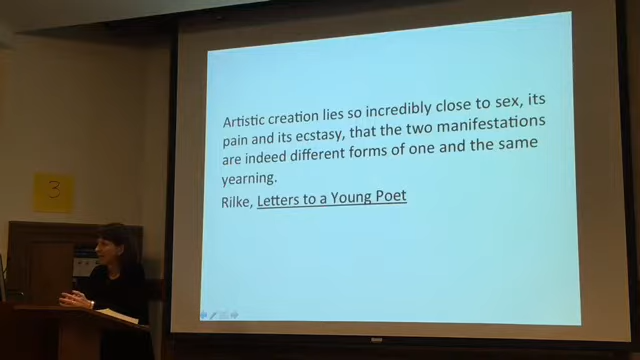 Artistic creation lies so incredibly close to sex, its
pain and its ecstasy, that the two manifestations
are indeed different forms of one and the same
yearning.
Rilke, Letters to a Young Poet
3